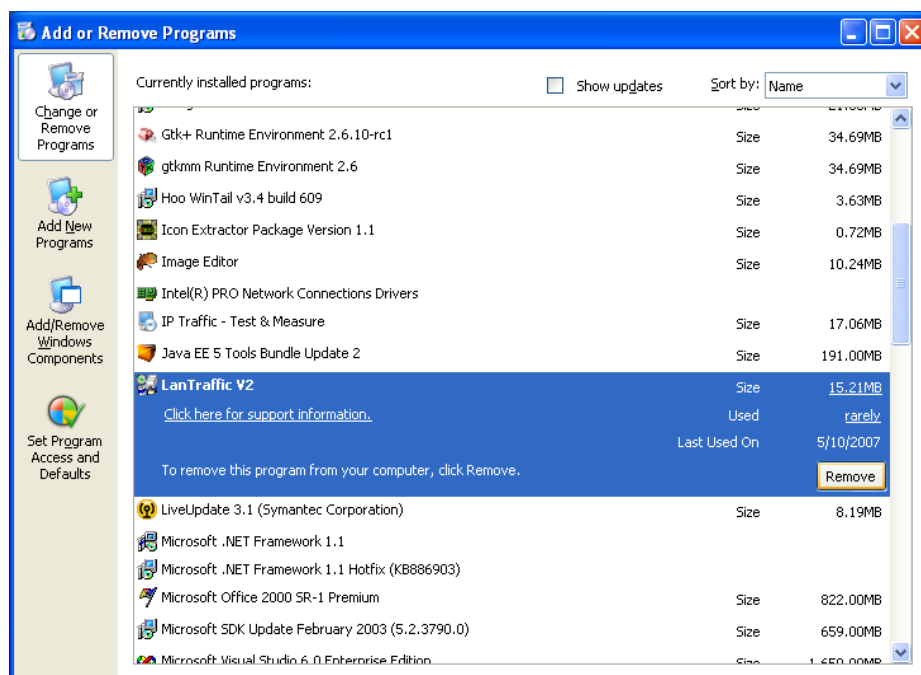 Add or Remove Programs
Change or
Remove
Programs
Add New
Programs
Add/Remove
Windows
Components
Set Program
Access and
Defaults
Currently installed programs:
Show updates
Sort by: Name
Gtk+ Runtime Environment 2.6.10-rc1 Size 34.69MB
gtkmm Runtime Environment 2.6 Size 34.69MB
Hoo WinTail v3.4 build 609 Size 3.63MB
Icon Extractor Package Version 1.1 Size 0.72MB
Image Editor Size 10.24MB
Intel(R) PRO Network Connections Drivers
IP Traffic - Test & Measure Size 17.06MB
Java EE 5 Tools Bundle Update 2 Size 191.00MB
LanTraffic V2 Size 15.21MB
Click here for support information. Used rarely
Last Used On 5/10/2007
To remove this program from your computer, click Remove. Remove
LiveUpdate 3.1 (Symantec Corporation) Size 8.19MB
Microsoft .NET Framework 1.1
Microsoft .NET Framework 1.1 Hotfix (KB886903)
Microsoft Office 2000 SR-1 Premium Size 822.00MB
Microsoft SDK Update February 2003 (5.2.3790.0) Size 659.00MB
Microsoft Visual Studio 6.0 Enterprise Edition Size